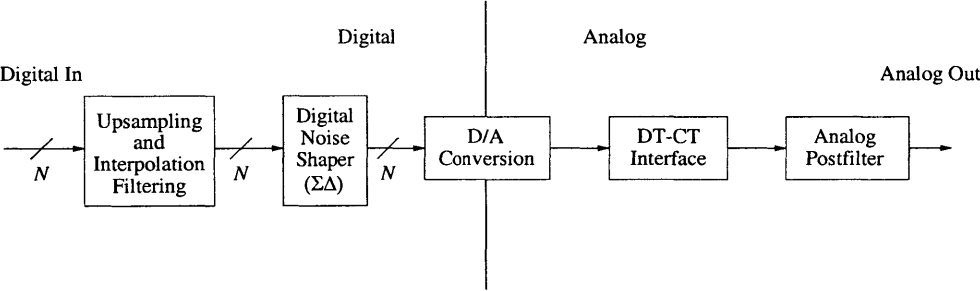 Digital
Analog
Digital In
Analog Out
Upsampling
and
Interpolation
Filtering
Digital
Noise
Shaper
(ΣΔ)
D/A
Conversion
DT-CT
Interface
Analog
Postfilter
N
N
N